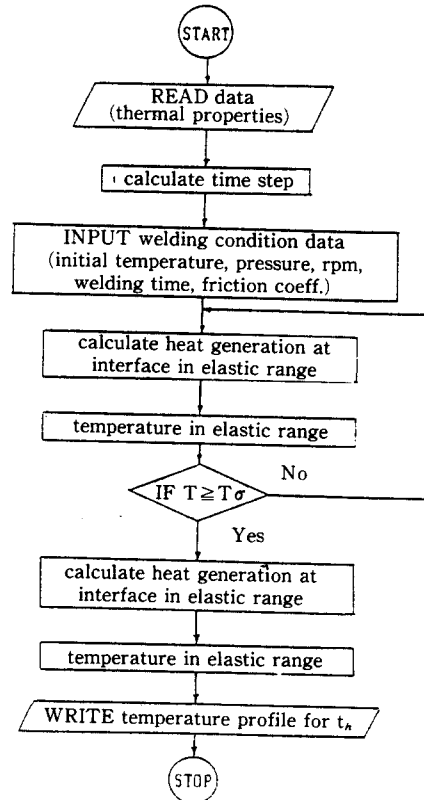 START
READ data
(thermal properties)
calculate time step
INPUT welding condition data
(initial temperature, pressure, rpm,
welding time, friction coeff.)
calculate heat generation at
interface in elastic range
temperature in elastic range
IF T≧Tσ
No
Yes
calculate heat generation at
interface in elastic range
temperature in elastic range
WRITE temperature profile for tₕ
STOP